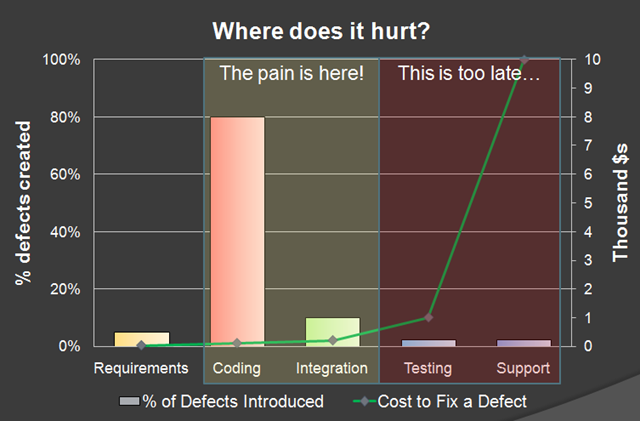 Where does it hurt?
The pain is here!
This is too late…
% defects created
100%
80%
60%
40%
20%
0%
Thousand $s
10
9
8
7
6
5
4
3
2
1
0
Requirements
Coding
Integration
Testing
Support
% of Defects Introduced
Cost to Fix a Defect